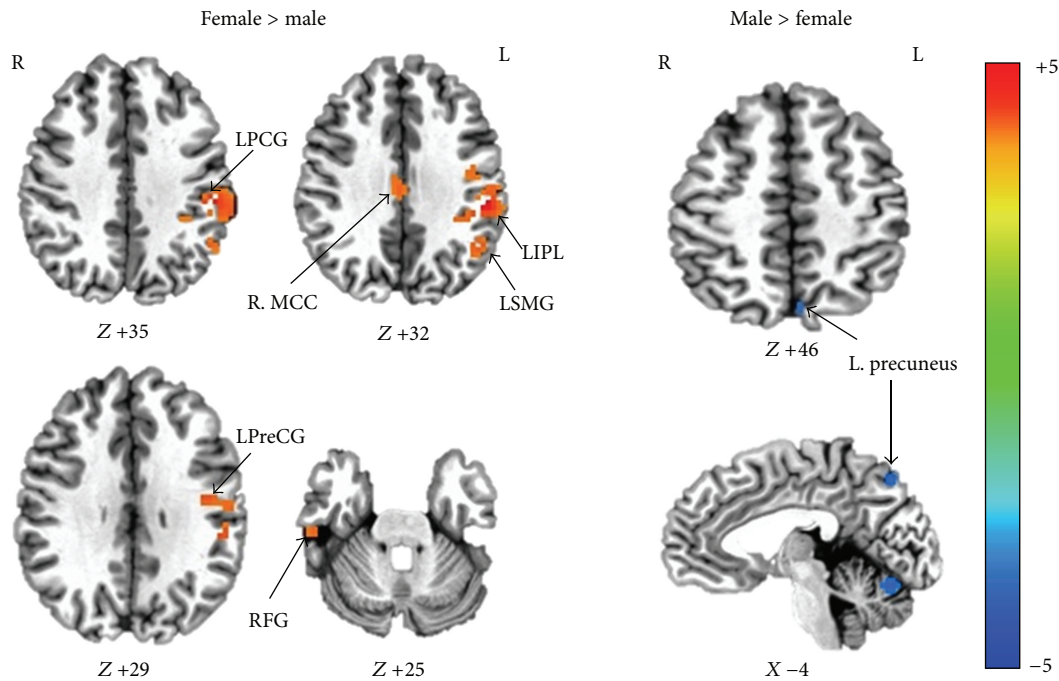 Female > male
Male > female
R
L
R
L
+5
LPCG
LIPL
R. MCC
LSMG
Z +35
Z +32
Z +46
L. precuneus
LPreCG
RFG
Z +29
Z +25
X −4
−5